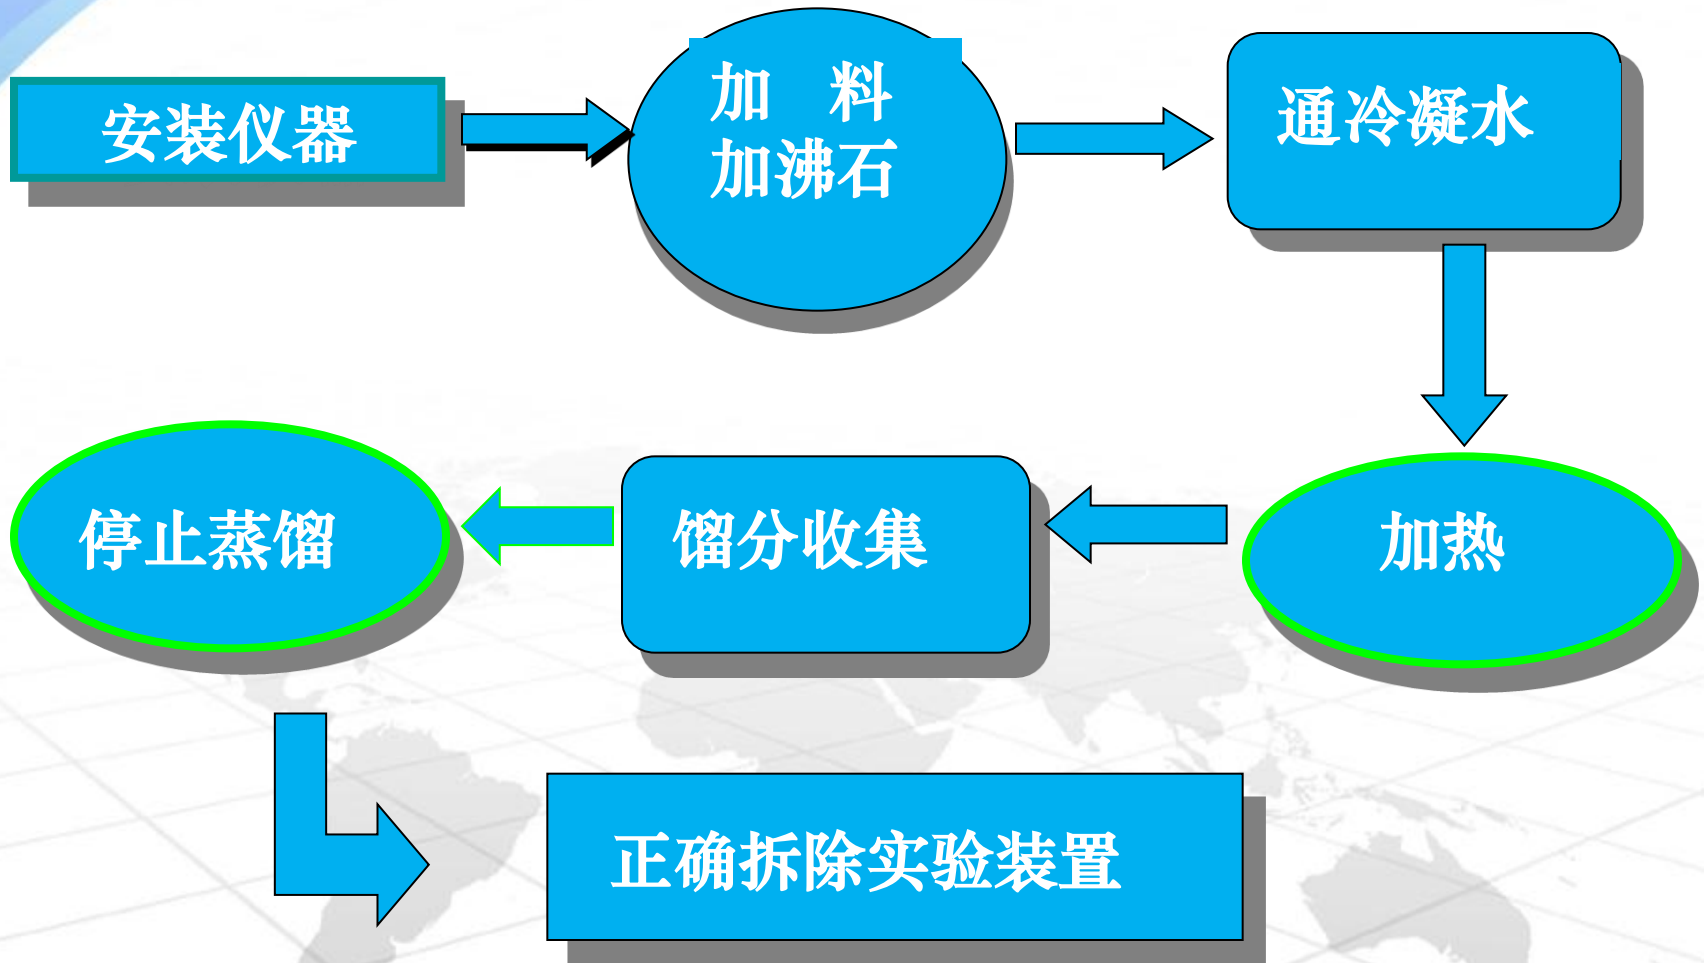 安装仪器
加 料
加沸石
通冷凝水
加热
馏分收集
停止蒸馏
正确拆除实验装置